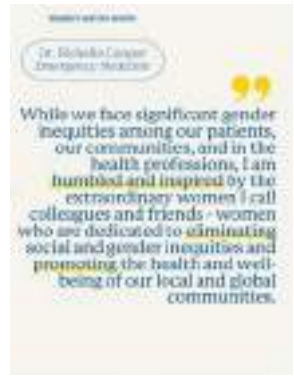 Dr. Richelle Cooper
Emergency Medicine
”
While we face significant gender
inequities among our patients,
our communities, and in the
health professions, I am
humbled and inspired by the
extraordinary women I call
colleagues and friends - women
who are dedicated to eliminating
social and gender inequities and
promoting the health and well-
being of our local and global
communities.